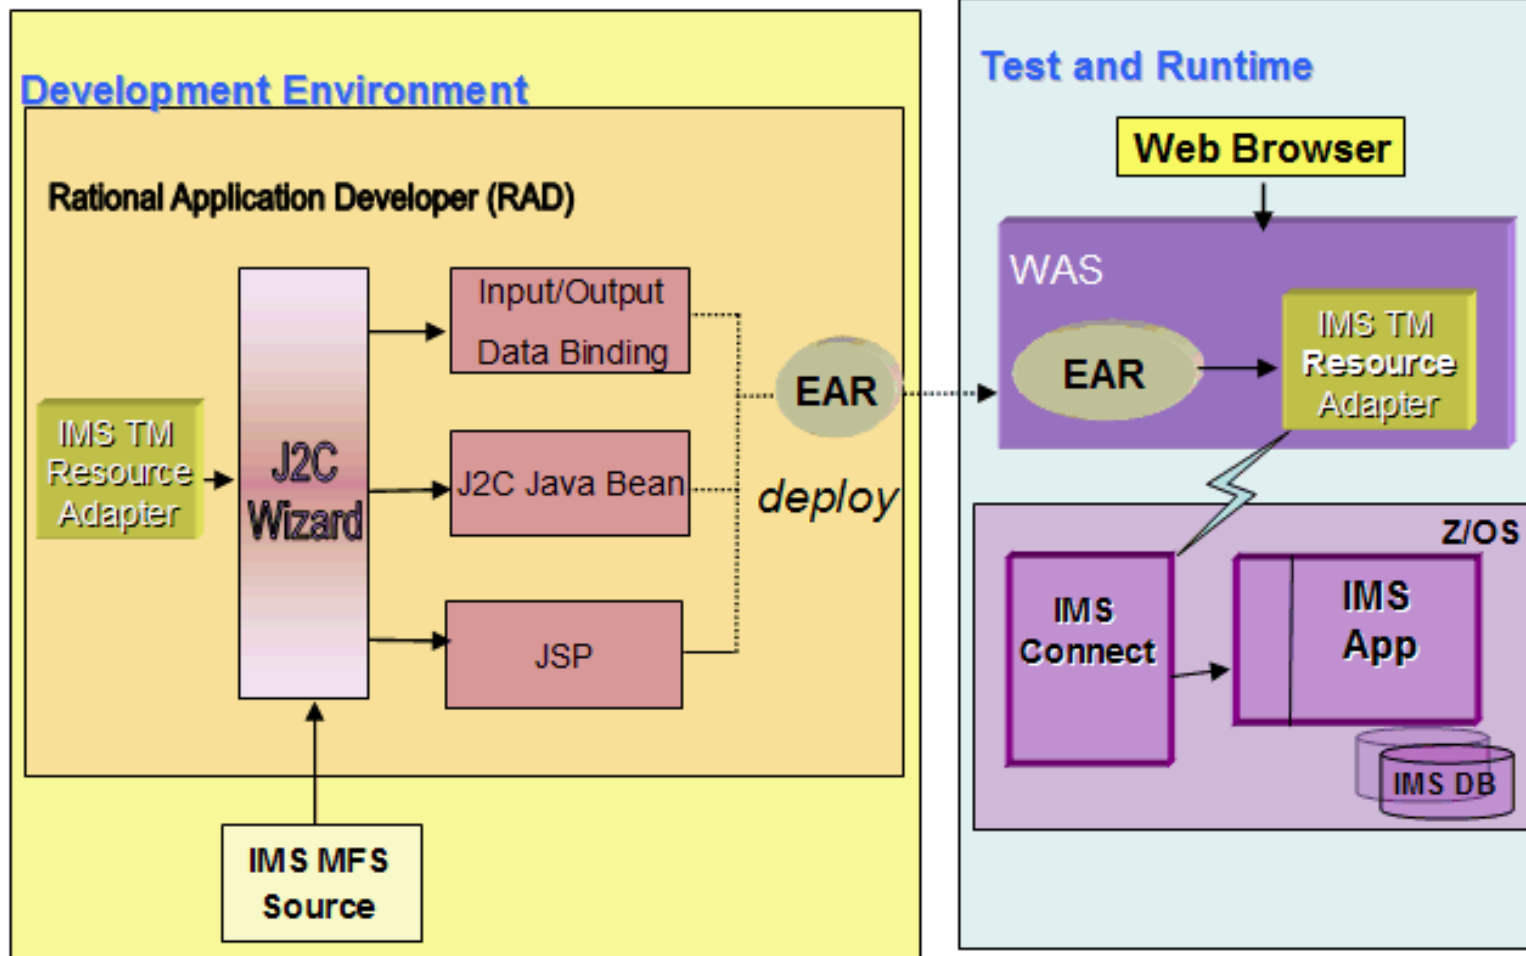 Development Environment
Rational Application Developer (RAD)
IMS TM
Resource
Adapter
J2C
Wizard
Input/Output
Data Binding
J2C Java Bean
JSP
EAR
deploy
IMS MFS
Source
Test and Runtime
Web Browser
WAS
EAR
IMS TM
Resource
Adapter
Z/OS
IMS
Connect
IMS
App
IMS DB